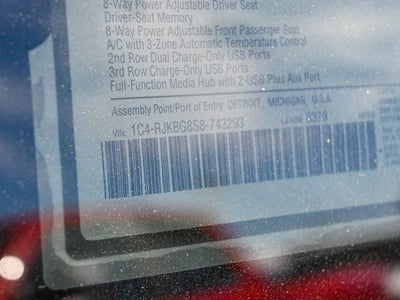 8-Way Power Adjustable Driver Seat
Driver-Seat Memory
8-Way Power Adjustable Front Passenger Seat
A/C with 3-Zone Automatic Temperature Control
2nd Row Dual Charge-Only USB Ports
3rd Row Charge-Only USB Ports
Full-Function Media Hub with 2-USB Plus Aux Port
Assembly Point/Port of Entry: DETROIT, MICHIGAN, U.S.A.
VIN: 1C4-RJKBG8S8-743293